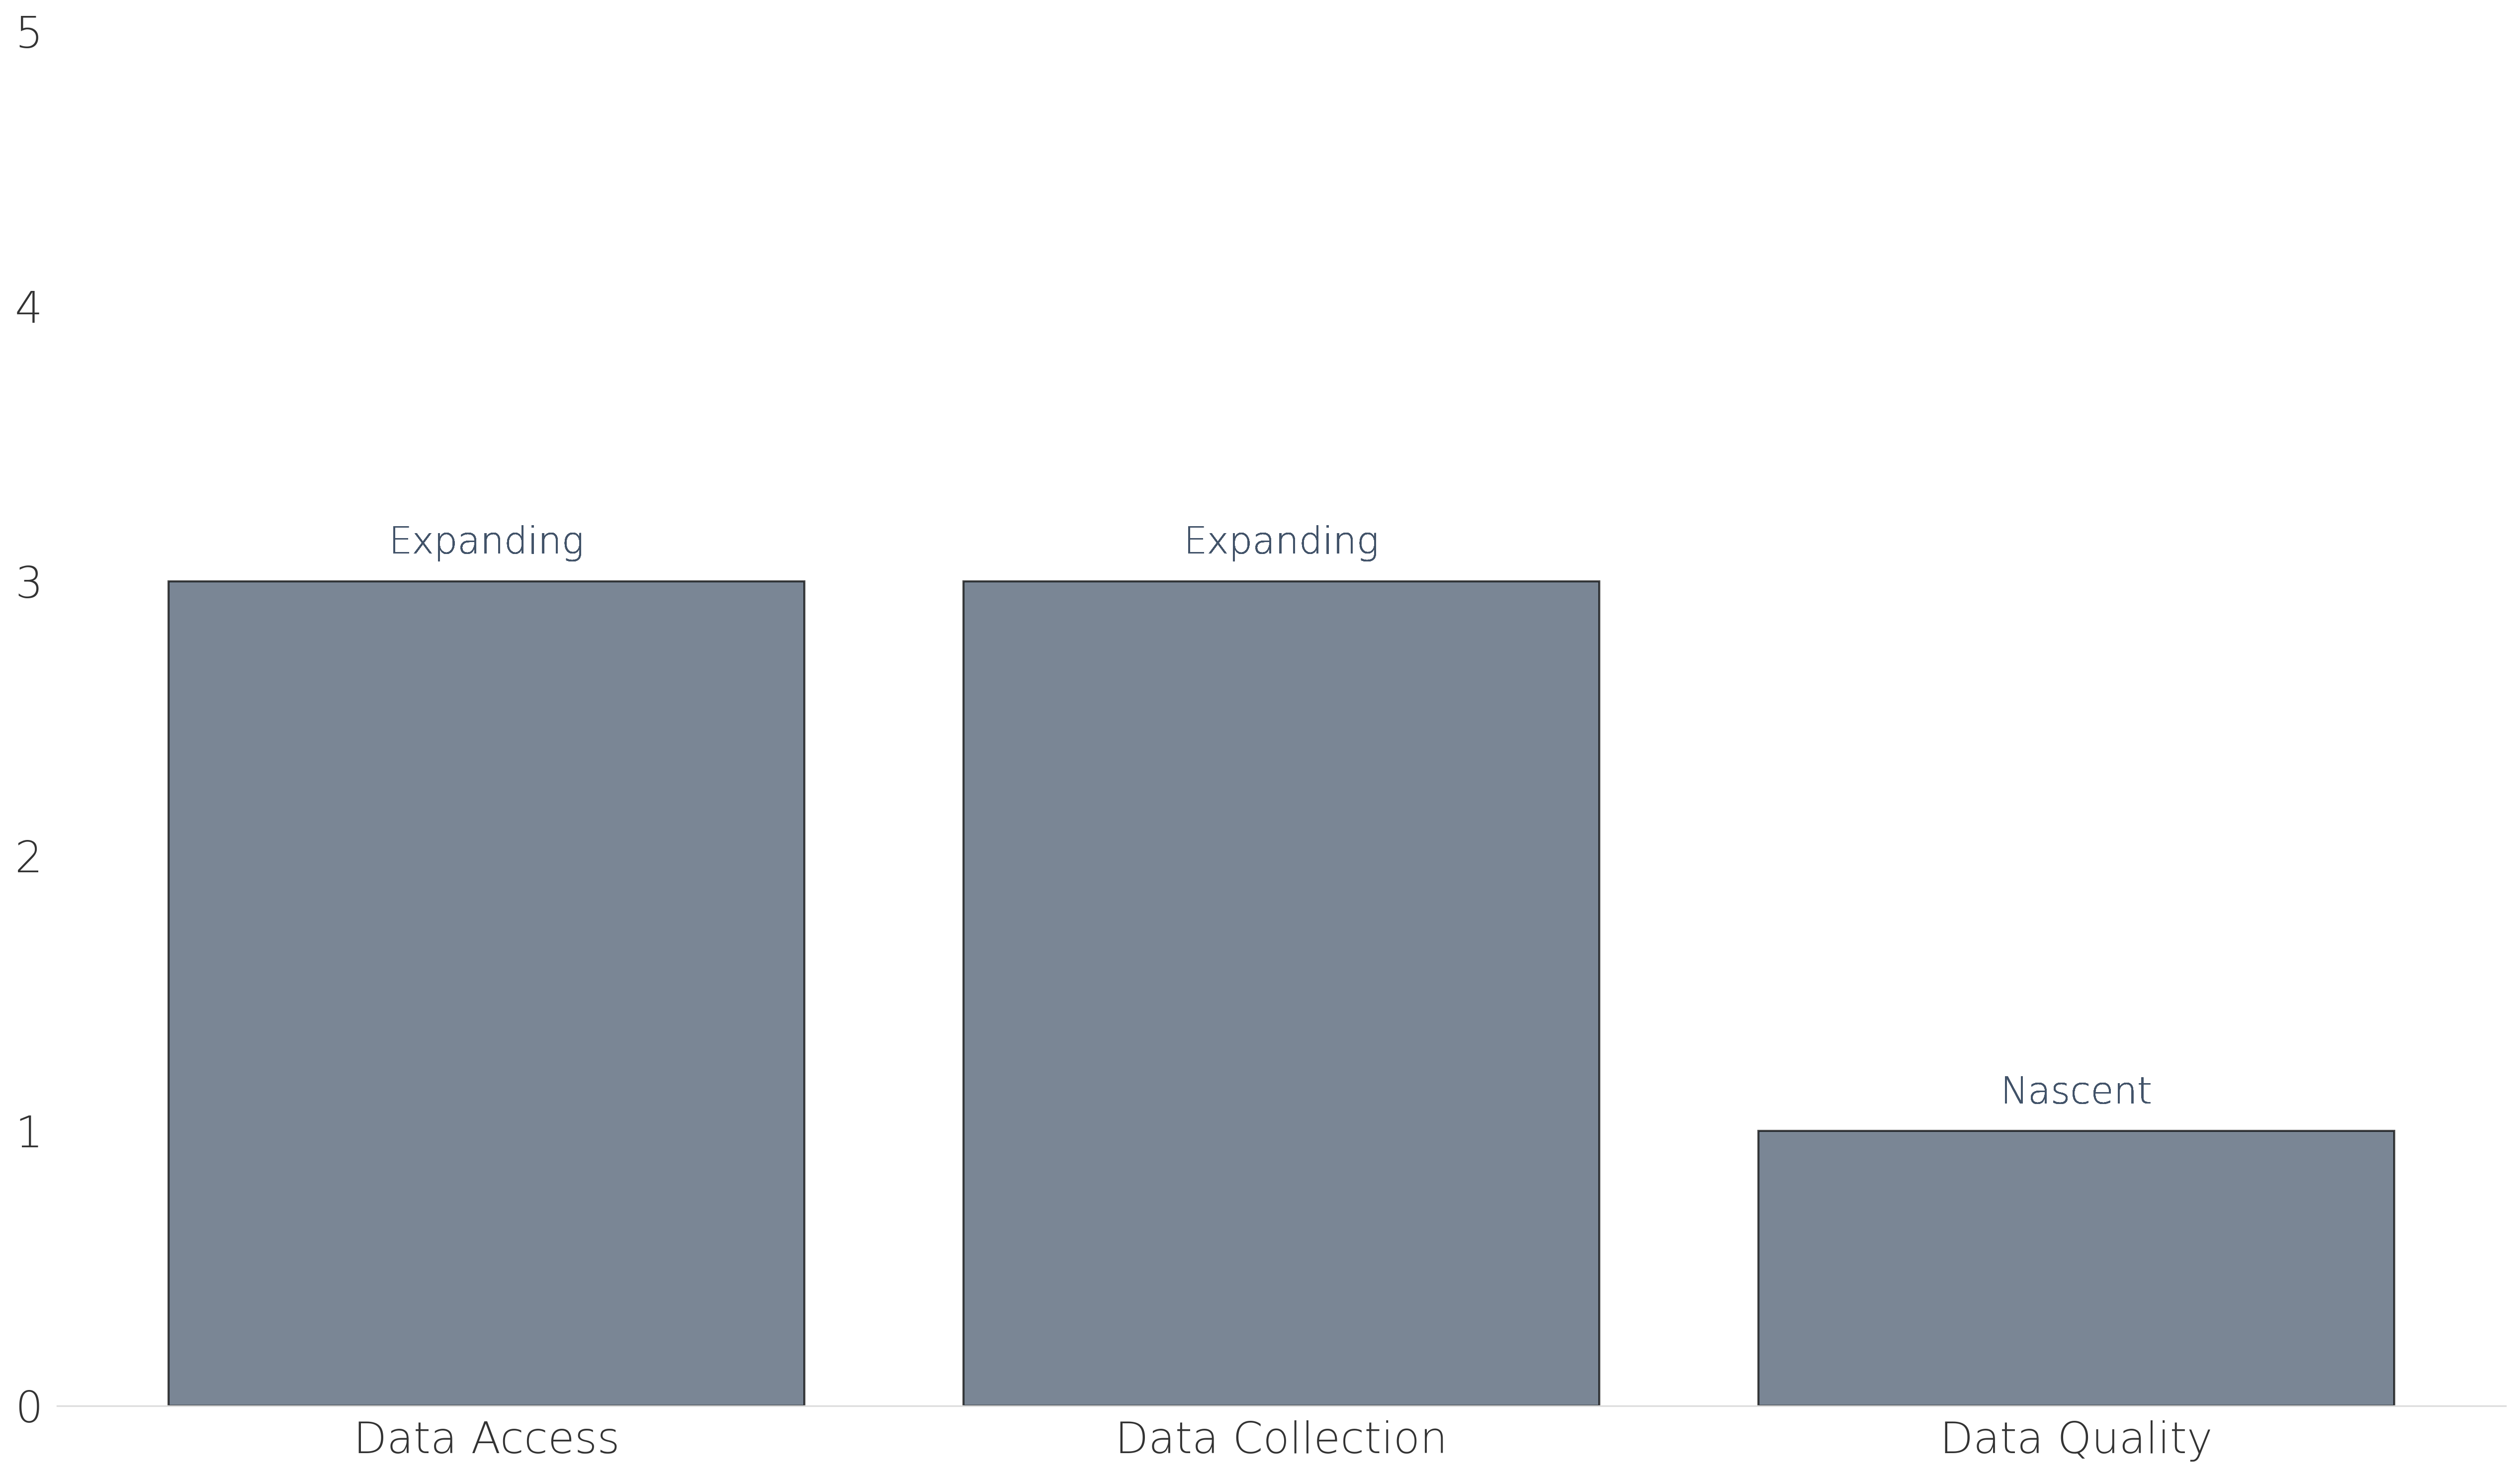 5
4
Expanding Expanding
3
2
Nascent
1
0
Data Access Data Collection Data Quality